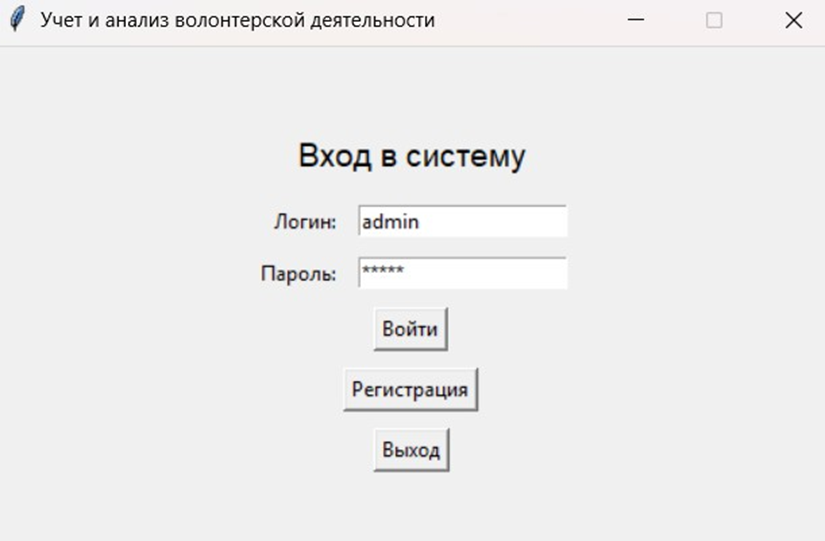 Учет и анализ волонтерской деятельности
Вход в систему
Логин: admin
Пароль: *****
Войти
Регистрация
Выход